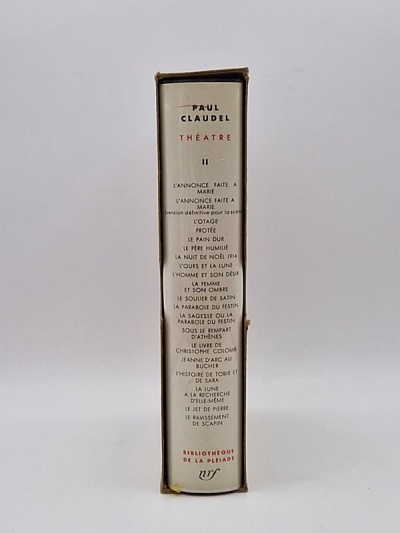 PAUL
CLAUDEL
THÉATRE
II
L'ANNONCE FAITE A
MARIE
L'ANNONCE FAITE A
MARIE
(version définitive pour la scène)
L'OTAGE
PROTÉE
LE PAIN DUR
LE PÈRE HUMILIÉ
LA NUIT DE NOËL 1914
L'OURS ET LA LUNE
L'HOMME ET SON DÉSIR
LA FEMME
ET SON OMBRE
LE SOULIER DE SATIN
LA PARABOLE DU FESTIN
LA SAGESSE OU LA
PARABOLE DU FESTIN
SOUS LE REMPART
D'ATHÈNES
LE LIVRE DE
CHRISTOPHE COLOMB
JEANNE D'ARC AU
BUCHER
L'HISTOIRE DE TOBIE ET
DE SARA
LA LUNE
A LA RECHERCHE
D'ELLE-MÊME
LE JET DE PIERRE
LE RAVISSEMENT
DE SCAPIN
BIBLIOTHÈQUE
DE LA PLÉIADE
nrf